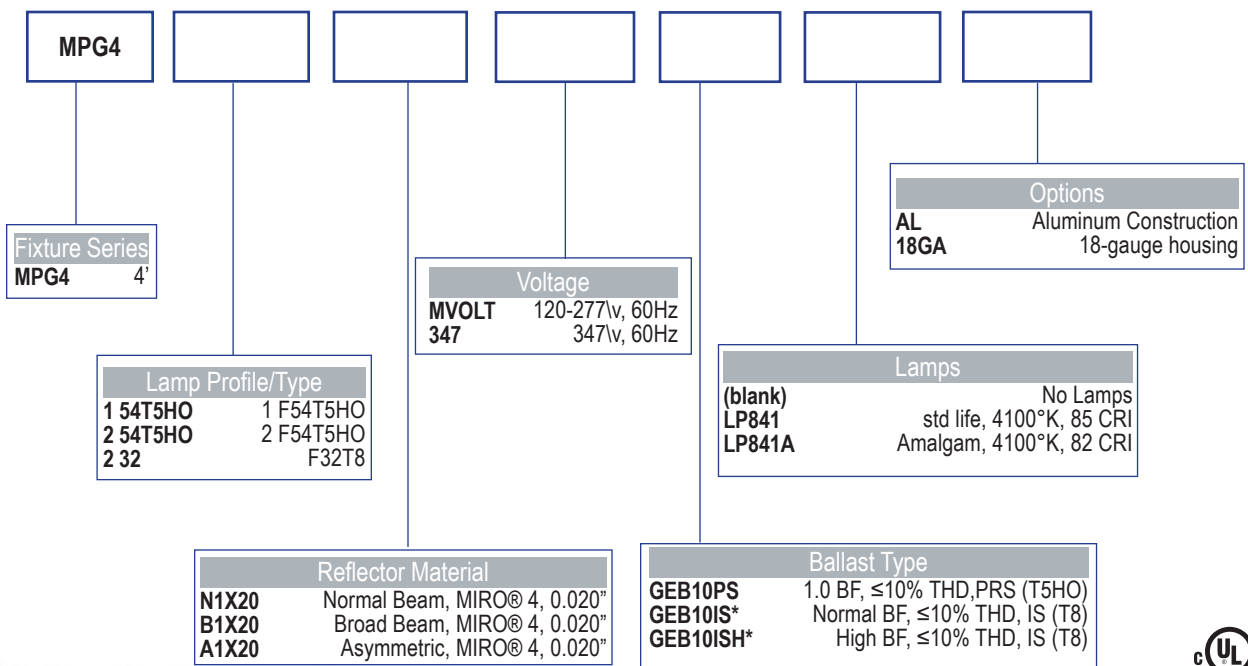 MPG4
Fixture Series
MPG4 4’
Lamp Profile/Type
1 54T5HO 1 F54T5HO
2 54T5HO 2 F54T5HO
2 32 F32T8
Reflector Material
N1X20 Normal Beam, MIRO® 4, 0.020”
B1X20 Broad Beam, MIRO® 4, 0.020”
A1X20 Asymmetric, MIRO® 4, 0.020”
Voltage
MVOLT 120-277\v, 60Hz
347 347\v, 60Hz
Ballast Type
GEB10PS 1.0 BF, ≤10% THD,PRS (T5HO)
GEB10IS* Normal BF, ≤10% THD, IS (T8)
GEB10ISH* High BF, ≤10% THD, IS (T8)
Lamps
(blank) No Lamps
LP841 std life, 4100°K, 85 CRI
LP841A Amalgam, 4100°K, 82 CRI
Options
AL Aluminum Construction
18GA 18-gauge housing
c UL ®